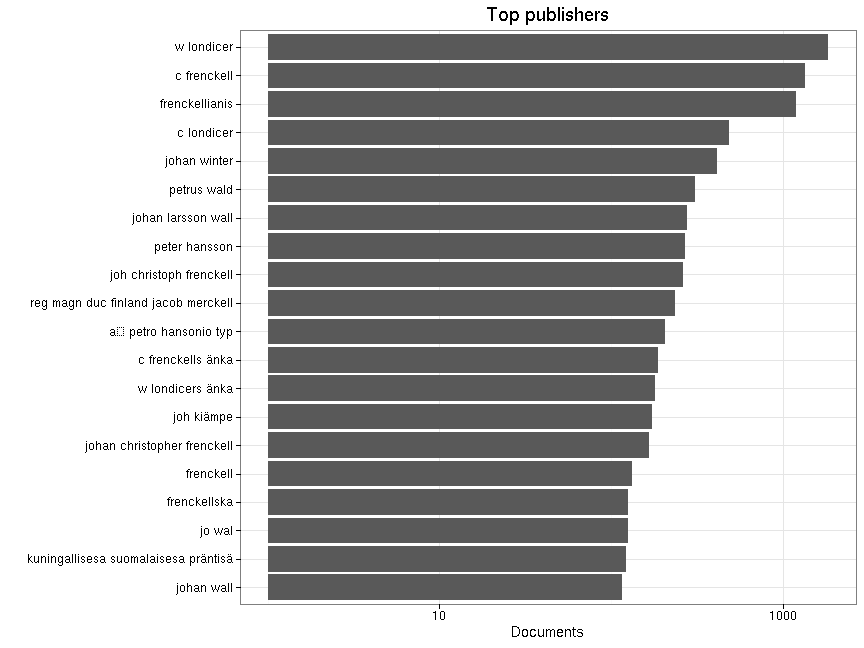 Top publishers
w londicer
c frenckell
frenckellianis
c londicer
johan winter
petrus wald
johan larsson wall
peter hansson
joh christoph frenckell
reg magn duc finland jacob merckell
a petro hansonio typ
c frenckells änka
w londicers änka
joh kiämpe
johan christopher frenckell
frenckell
frenckellska
jo wal
kuningallisesa suomalaisesa präntisä
johan wall
10 1000
Documents